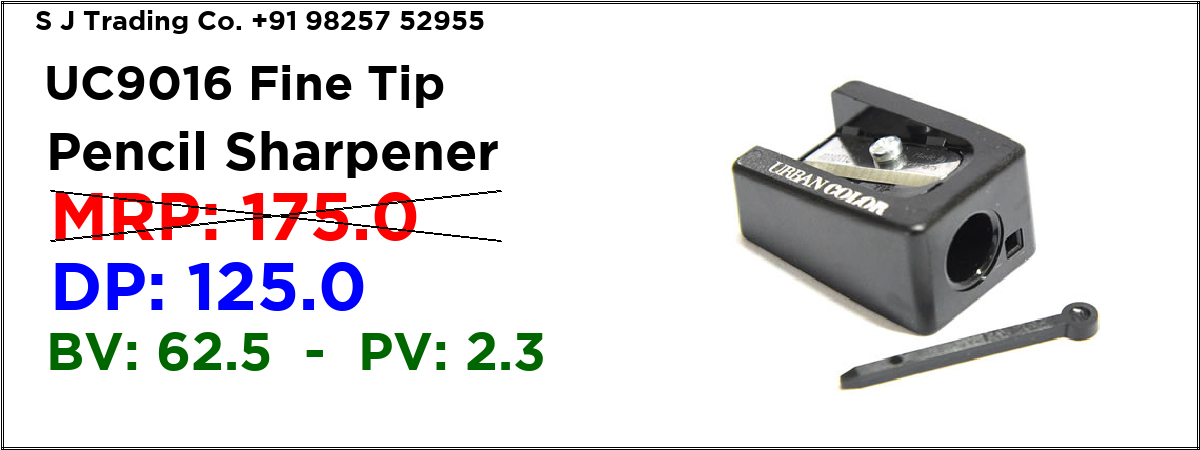 S J Trading Co. +91 98257 52955
UC9016 Fine Tip
Pencil Sharpener
MRP: 175.0
DP: 125.0
BV: 62.5 - PV: 2.3
URBAN COLOR